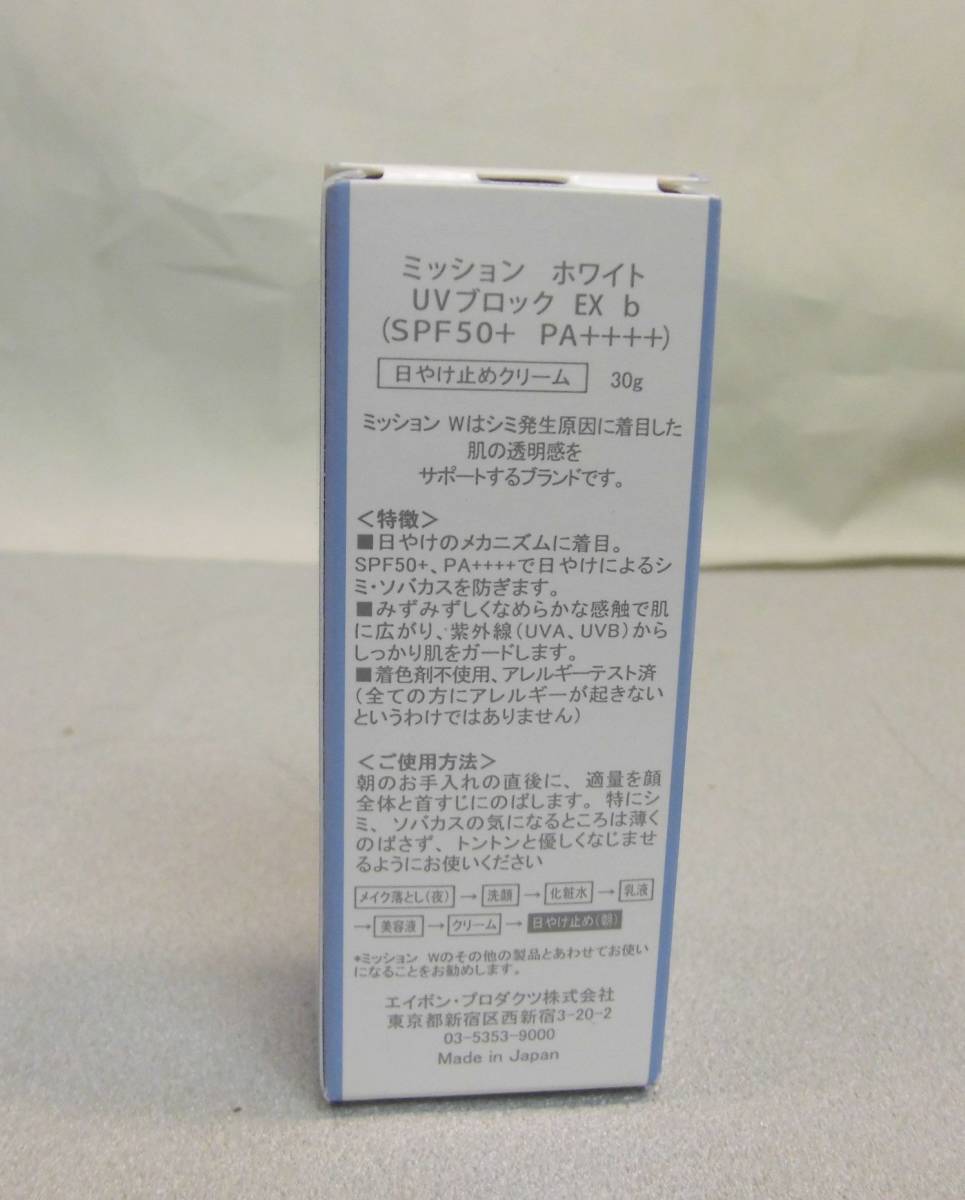 ミッション ホワイト
UVブロック EX b
(SPF50+ PA++++)
日やけ止めクリーム 30g
ミッション Wはシミ発生原因に着目した
肌の透明感を
サポートするブランドです。
<特徴>
■日やけのメカニズムに着目。
SPF50+、PA++++で日やけによるシ
ミ・ソバカスを防ぎます。
■みずみずしくなめらかな感触で肌
に広がり、紫外線(UVA、UVB)から
しっかり肌をガードします。
■着色剤不使用、アレルギーテスト済
(全ての方にアレルギーが起きない
というわけではありません)
<ご使用方法>
朝のお手入れの直後に、適量を顔
全体と首すじにのばします。特にシ
ミ、ソバカスの気になるところは薄く
のばさず、トントンと優しくなじませ
るようにお使いください
メイク落とし(夜) → 洗顔 → 化粧水 → 乳液
→ 美容液 → クリーム → 日やけ止め(朝)
*ミッション Wのその他の製品とあわせてお使い
になることをお勧めします。
エイボン・プロダクツ株式会社
東京都新宿区西新宿3-20-2
03-5353-9000
Made in Japan